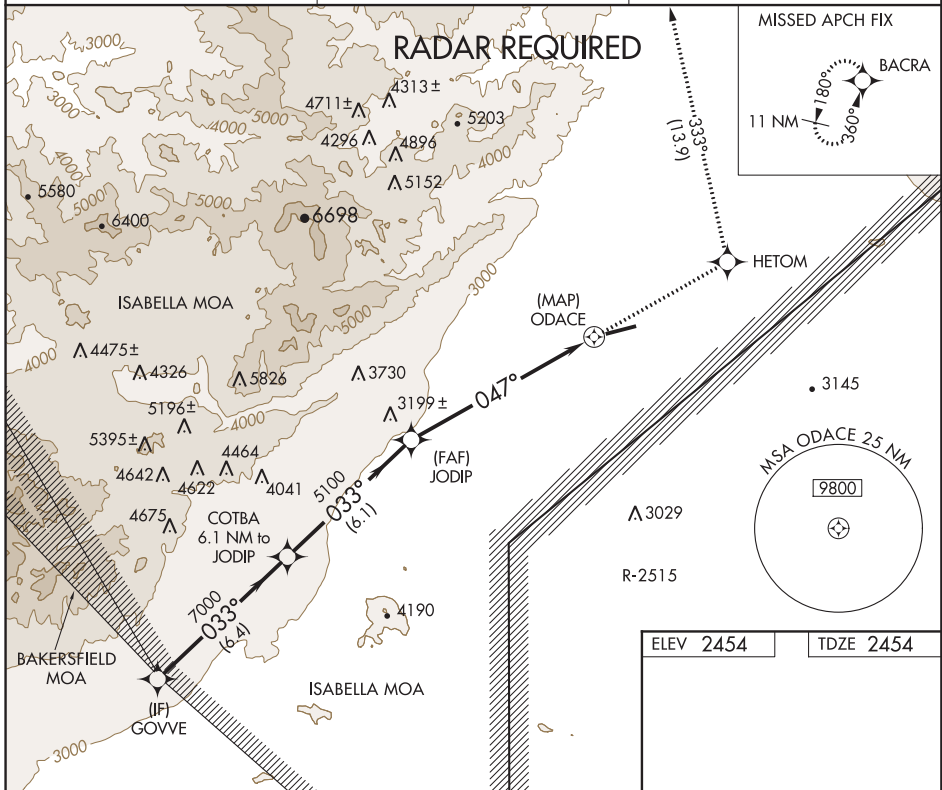 RADAR REQUIRED
MISSED APCH FIX
BACRA
180°
360°
11 NM
3000
3000
5000
4000
4000
5000
4000
5000
5000
4711±
4313±
4296
4896
5203
5152
5580
6400
6698
333°
(13.9)
HETOM
3000
ISABELLA MOA
(MAP)
ODACE
5000
4000
4475±
4326
5826
3730
047°
3145
5196±
4000
3199±
5395±
4464
(FAF)
JODIP
MSA ODACE 25 NM
9800
4642
4622
4041
5100
033°
(6.1)
4675
COTBA
6.1 NM to
JODIP
3029
R-2515
7000
033°
(6.4)
4190
BAKERSFIELD
MOA
ISABELLA MOA
(IF)
GOVVE
3000
ELEV 2454
TDZE 2454